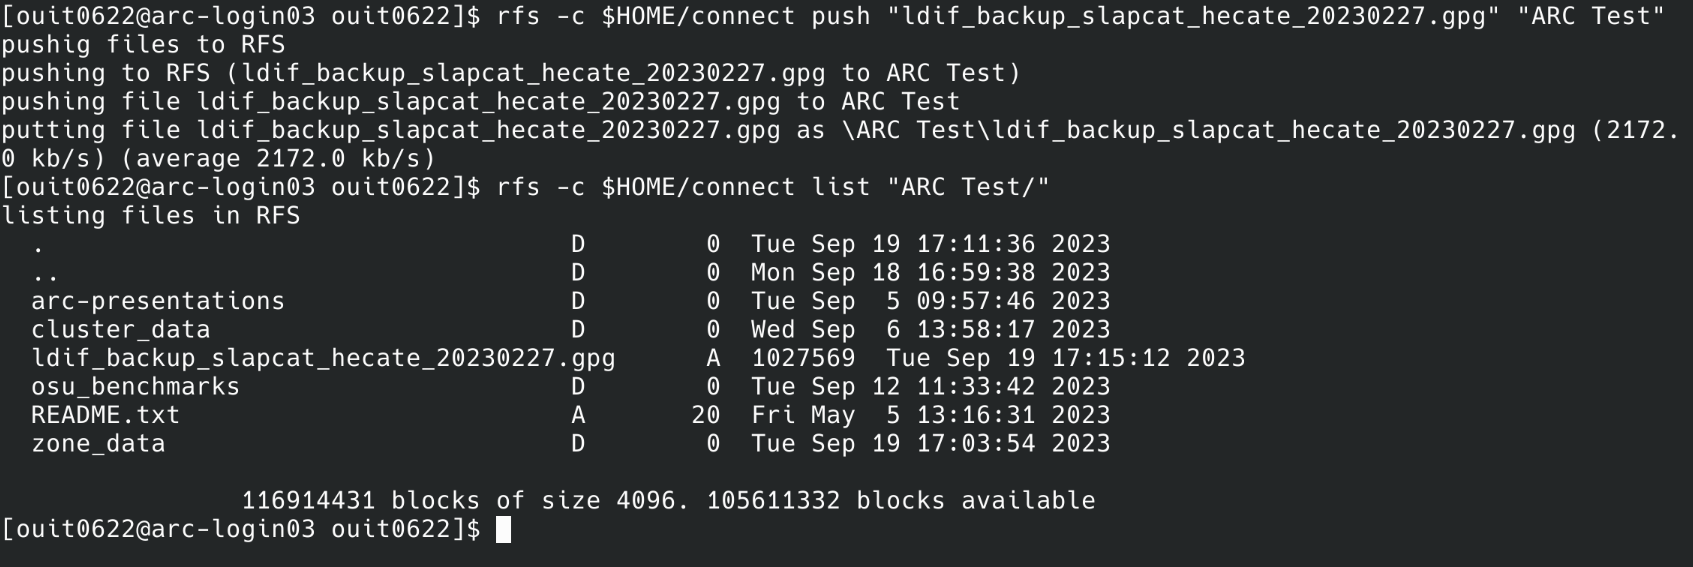 [ouit0622@arc-login03 ouit0622]$ rfs -c $HOME/connect push "ldif_backup_slapcat_hecate_20230227.gpg" "ARC Test"
pushig files to RFS
pushing to RFS (ldif_backup_slapcat_hecate_20230227.gpg to ARC Test)
pushing file ldif_backup_slapcat_hecate_20230227.gpg to ARC Test
putting file ldif_backup_slapcat_hecate_20230227.gpg as \ARC Test\ldif_backup_slapcat_hecate_20230227.gpg (2172.
0 kb/s) (average 2172.0 kb/s)
[ouit0622@arc-login03 ouit0622]$ rfs -c $HOME/connect list "ARC Test/"
listing files in RFS
  .                                   D        0  Tue Sep 19 17:11:36 2023
  ..                                  D        0  Mon Sep 18 16:59:38 2023
  arc-presentations                   D        0  Tue Sep  5 09:57:46 2023
  cluster_data                        D        0  Wed Sep  6 13:58:17 2023
  ldif_backup_slapcat_hecate_20230227.gpg      A  1027569  Tue Sep 19 17:15:12 2023
  osu_benchmarks                      D        0  Tue Sep 12 11:33:42 2023
  README.txt                          A       20  Fri May  5 13:16:31 2023
  zone_data                           D        0  Tue Sep 19 17:03:54 2023
                116914431 blocks of size 4096. 105611332 blocks available
[ouit0622@arc-login03 ouit0622]$